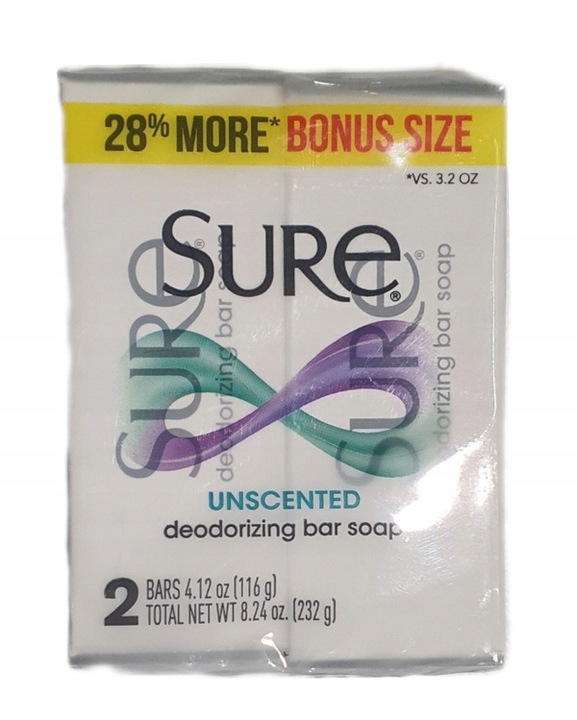 28% MORE* BONUS SIZE
*VS. 3.2 OZ
SURe®
SURe®
deodorizing bar soap
SURe®
deodorizing bar soap
UNSCENTED
deodorizing bar soap
2 BARS 4.12 oz (116 g)
TOTAL NET WT 8.24 oz. (232 g)